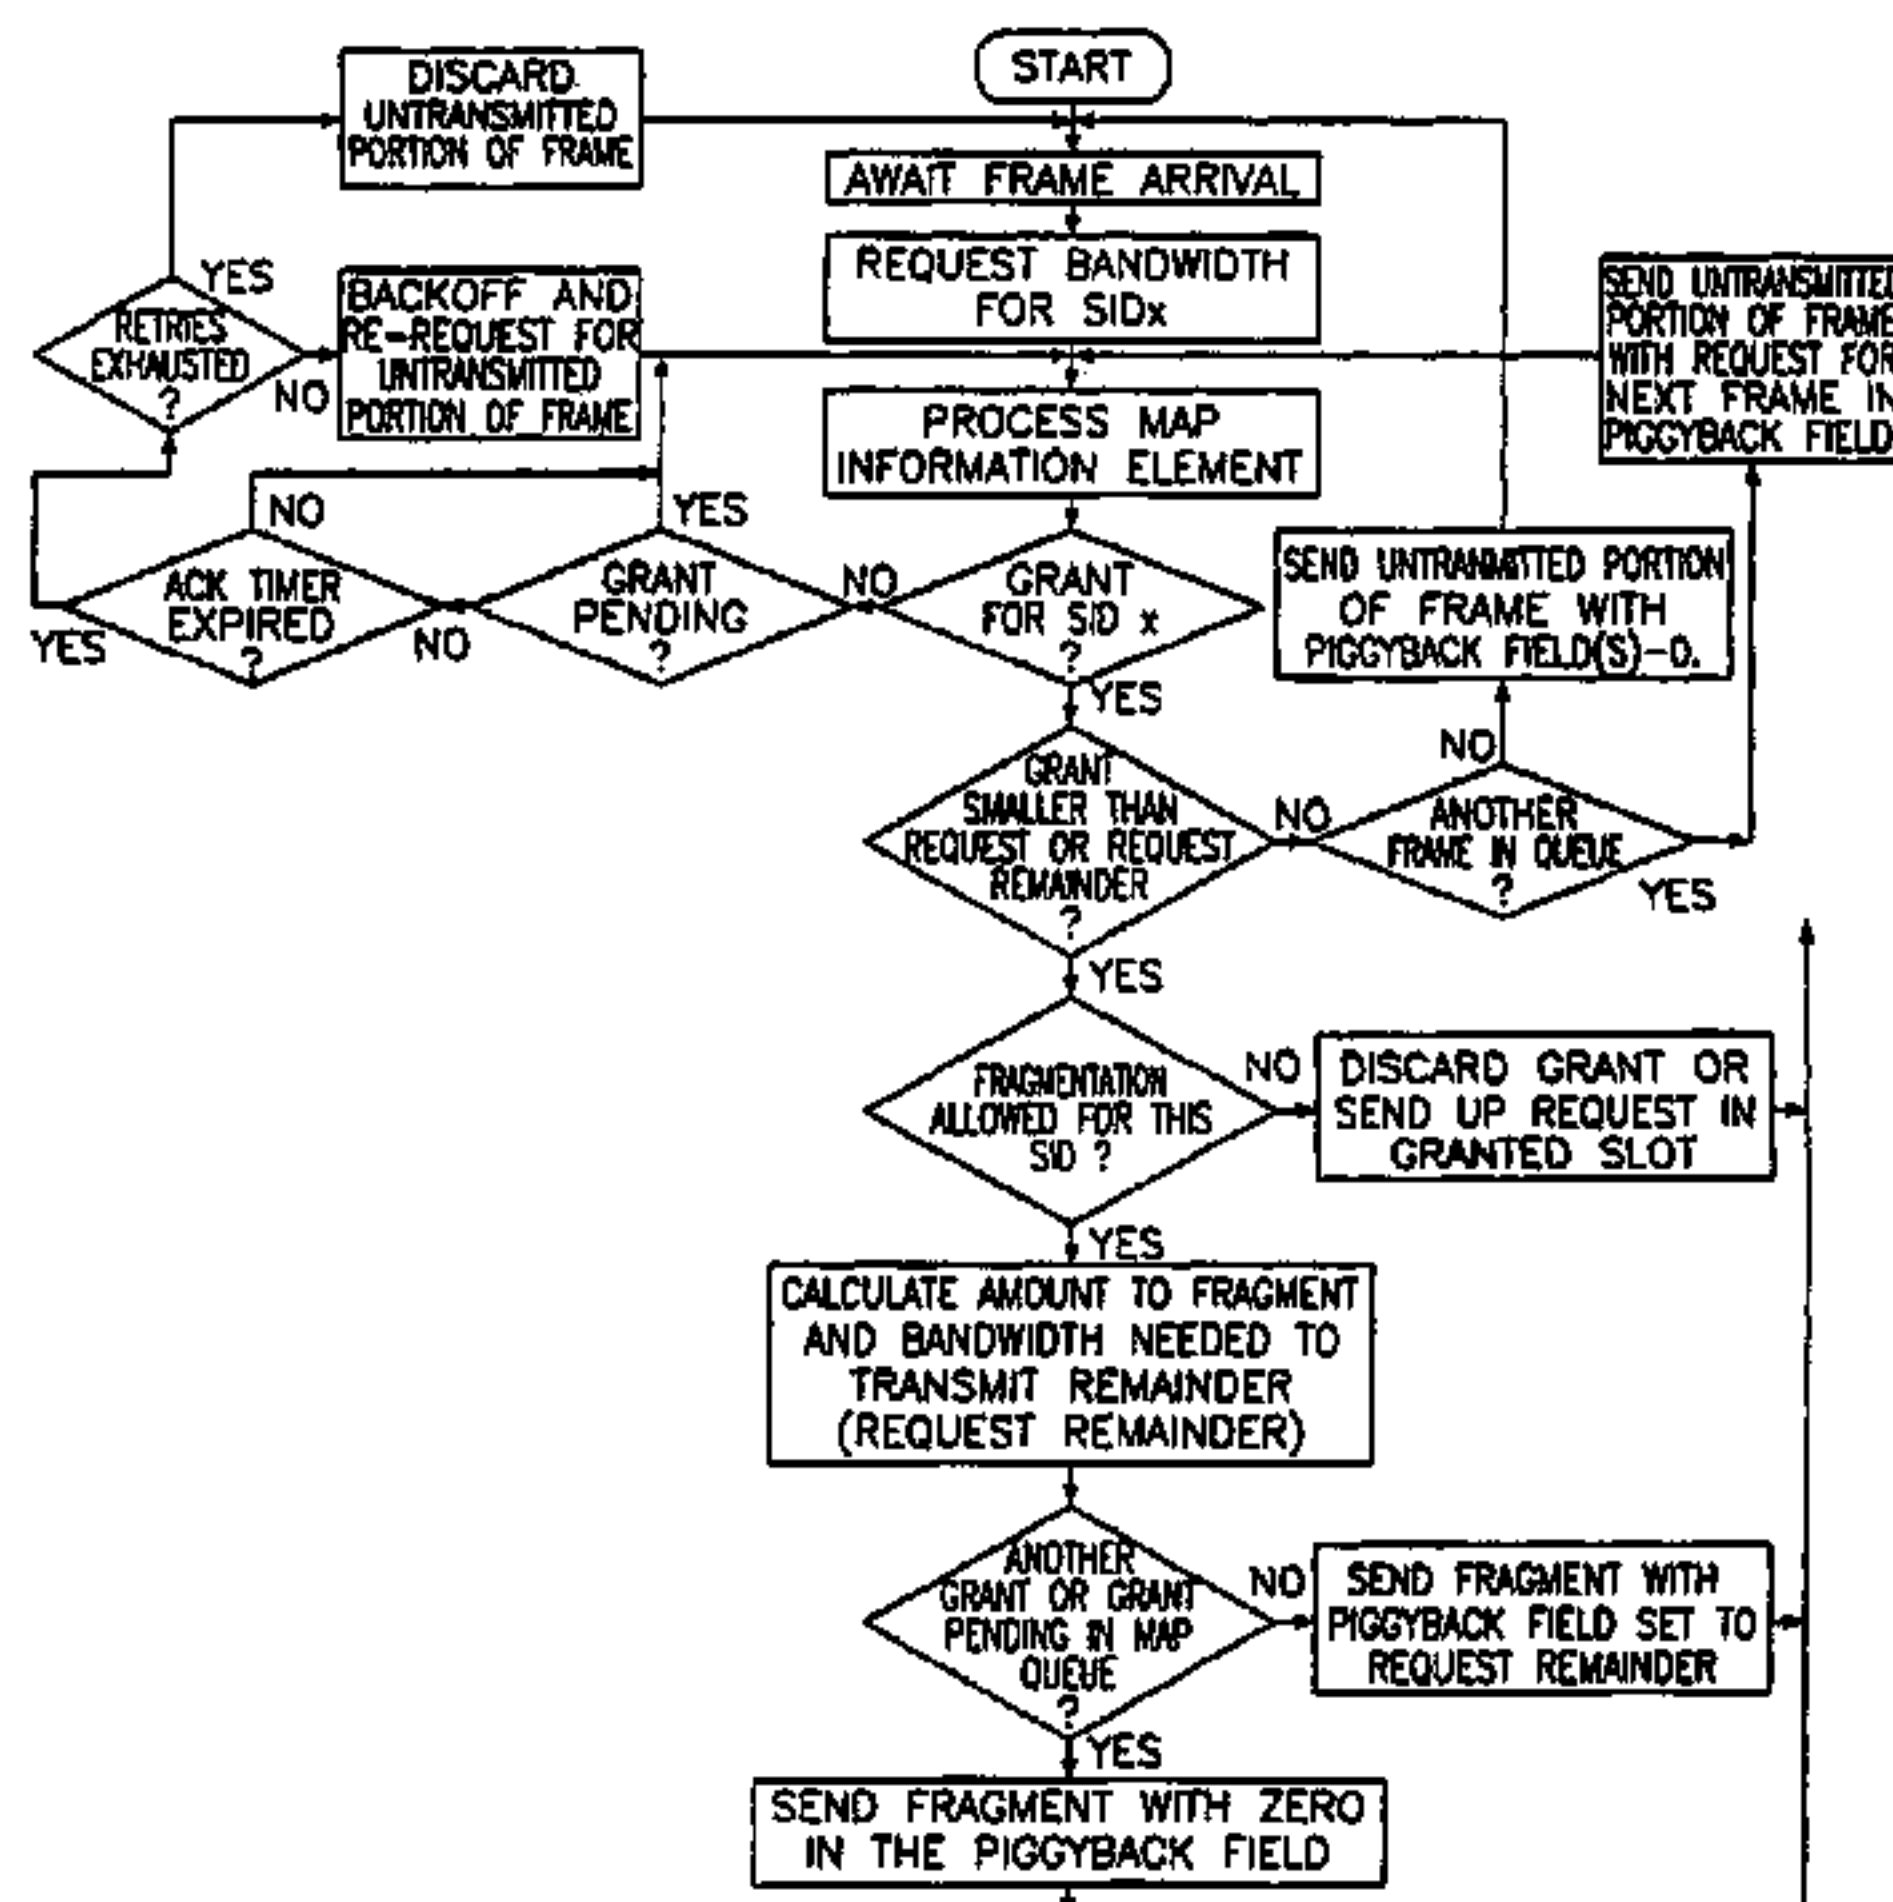 START
DISCARD
UNTRANSMITTED
PORTION OF FRAME
AWAIT FRAME ARRIVAL
REQUEST BANDWIDTH
FOR SIDx
YES
RETRIES
EXHAUSTED
?
NO
BACKOFF AND
RE-REQUEST FOR
UNTRANSMITTED
PORTION OF FRAME
SEND UNTRANSMITTED
PORTION OF FRAME
WITH REQUEST FOR
NEXT FRAME IN
PIGGYBACK FIELD
PROCESS MAP
INFORMATION ELEMENT
NO
YES
ACK TIMER
EXPIRED
?
YES
NO
GRANT
PENDING
?
NO
GRANT
FOR SID x
?
YES
SEND UNTRANMITTED PORTION
OF FRAME WITH
PIGGYBACK FIELD(S)-0.
NO
GRANT
SMALLER THAN
REQUEST OR REQUEST
REMAINDER
?
NO
ANOTHER
FRAME IN QUEUE
?
YES
YES
FRAGMENTATION
ALLOWED FOR THIS
SID ?
NO
DISCARD GRANT OR
SEND UP REQUEST IN
GRANTED SLOT
YES
CALCULATE AMOUNT TO FRAGMENT
AND BANDWIDTH NEEDED TO
TRANSMIT REMAINDER
(REQUEST REMAINDER)
ANOTHER
GRANT OR GRANT
PENDING IN MAP
QUEUE
?
NO
SEND FRAGMENT WITH
PIGGYBACK FIELD SET TO
REQUEST REMAINDER
YES
SEND FRAGMENT WITH ZERO
IN THE PIGGYBACK FIELD